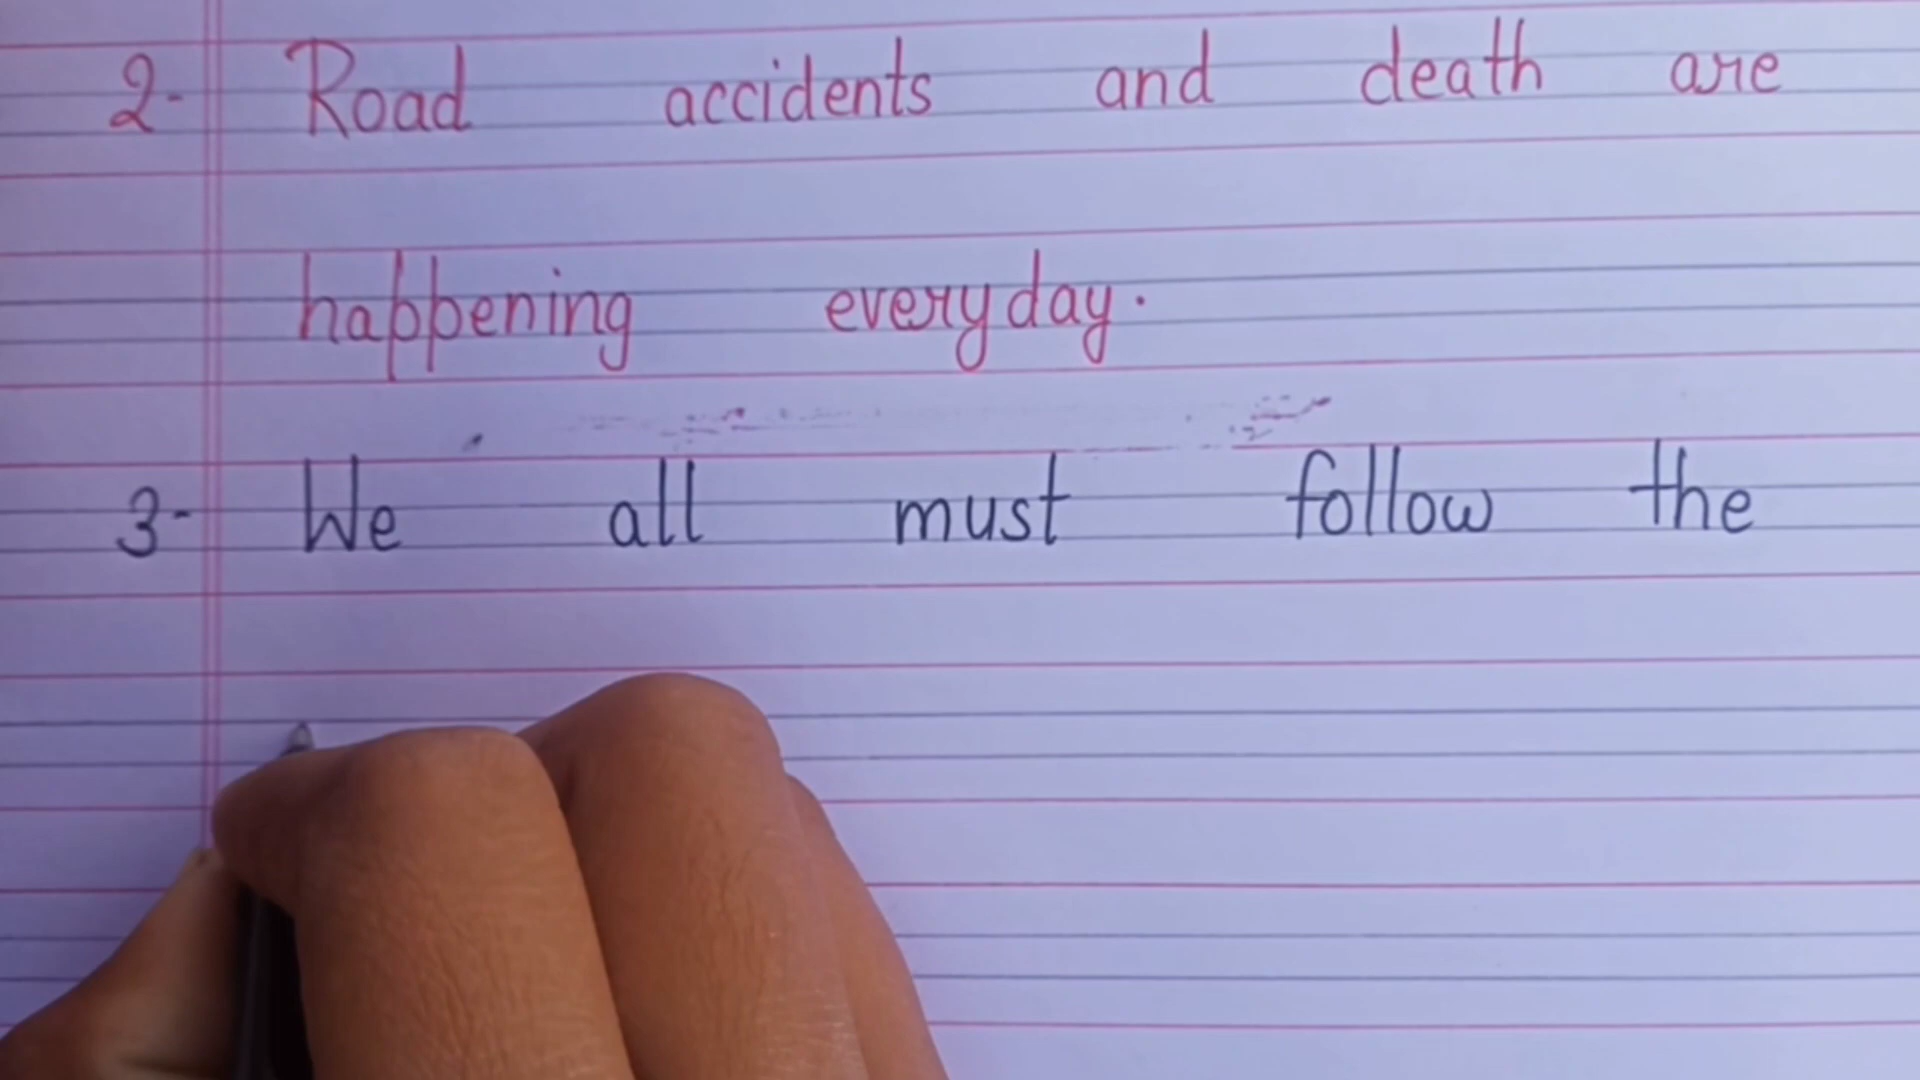 2- Road accidents and death are
happening everyday.
3- We all must follow the